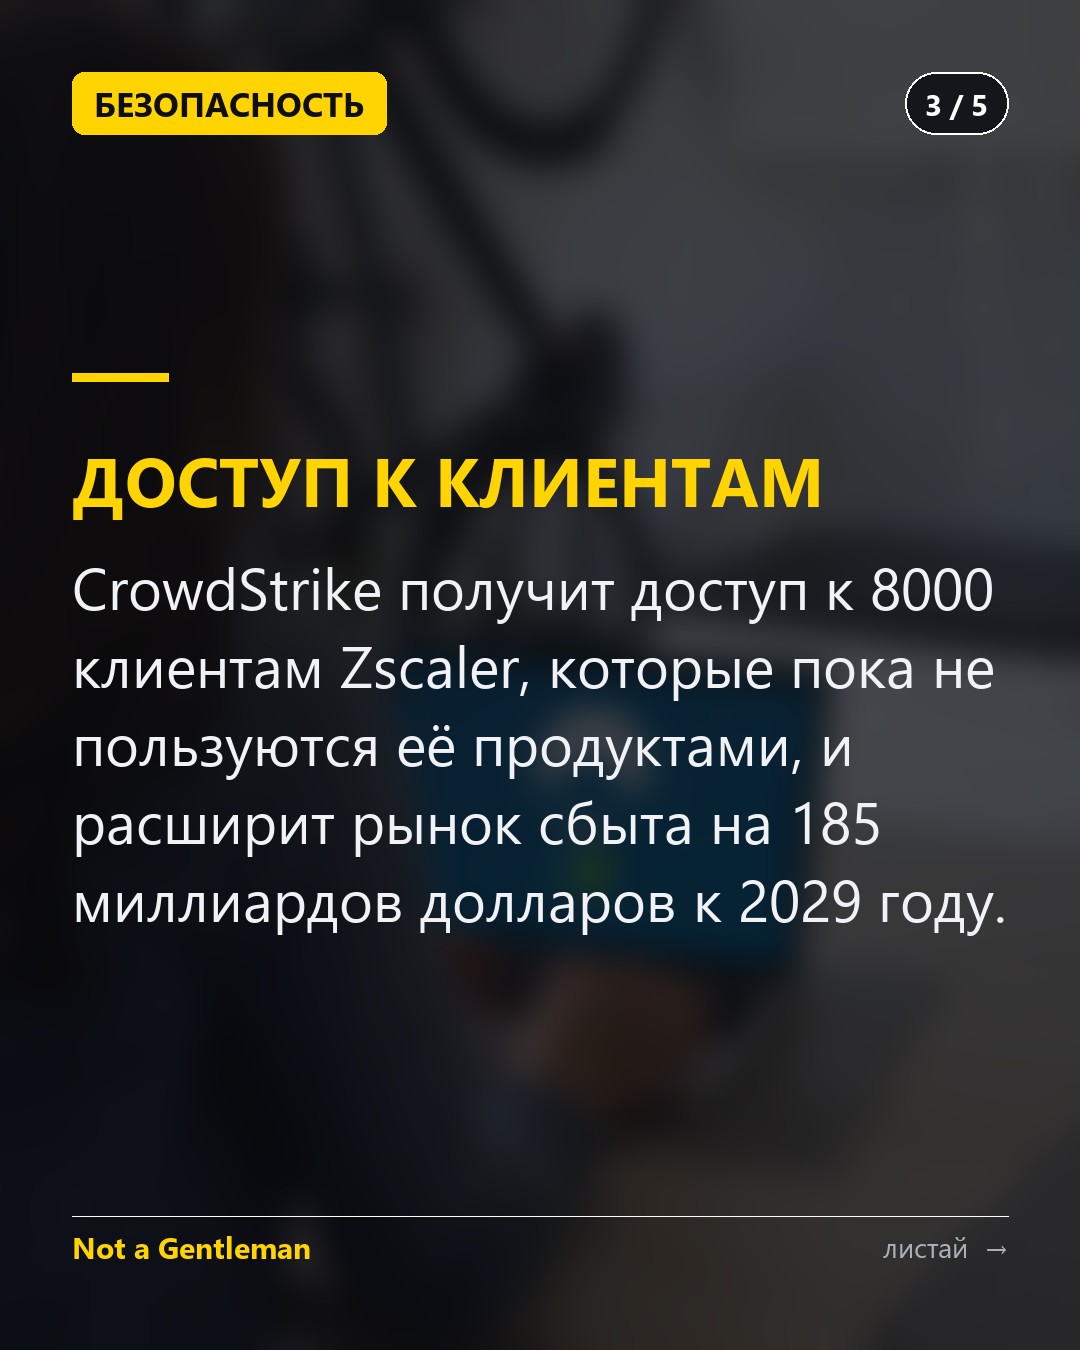 БЕЗОПАСНОСТЬ
3 / 5
ДОСТУП К КЛИЕНТАМ
CrowdStrike получит доступ к 8000
клиентам Zscaler, которые пока не
пользуются её продуктами, и
расширит рынок сбыта на 185
миллиардов долларов к 2029 году.
Not a Gentleman
листай →